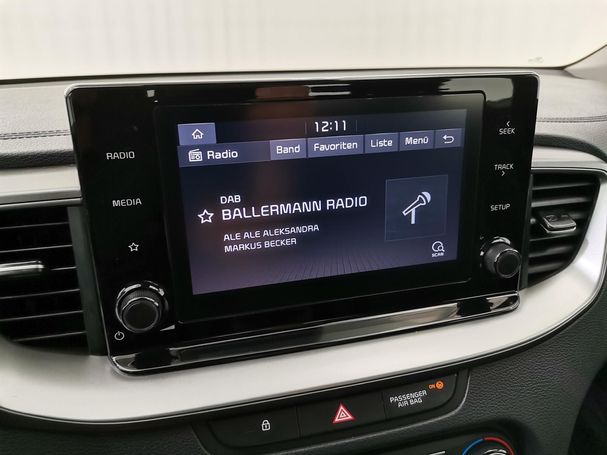 12:11
Radio Band Favoriten Liste Menü
DAB
BALLERMANN RADIO
ALE ALE ALEKSANDRA
MARKUS BECKER
SCAN
RADIO
MEDIA
SEEK
TRACK
SETUP
PASSENGER
AIR BAG
ON